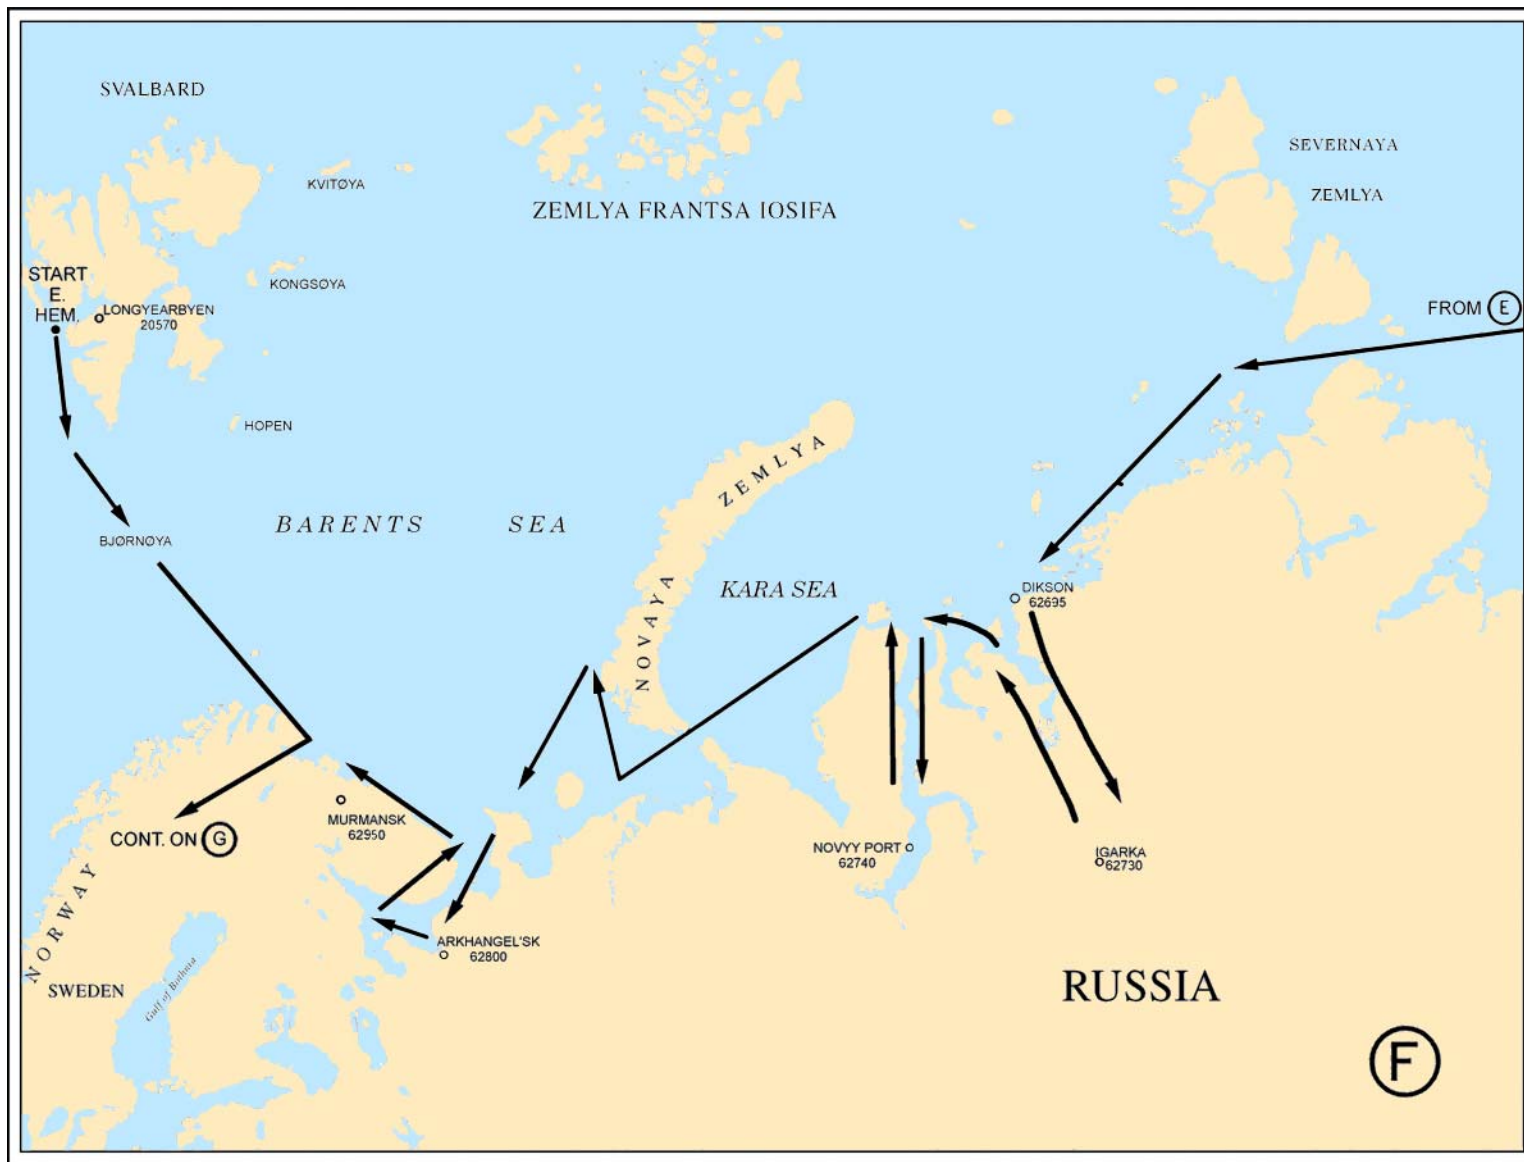 SVALBARD
KVITØYA
SEVERNAYA
ZEMLYA
ZEMLYA FRANTSA IOSIFA
START
E.
HEM.
KONGSØYA
LONGYEARBYEN
20570
FROM E
HOPEN
ZEMLYA
BARENTS SEA
BJØRNØYA
NOVAYA
KARA SEA
DIKSON
62695
MURMANSK
62950
CONT. ON G
NOVYY PORT
62740
IGARKA
62730
NORWAY
ARKHANGEL'SK
62800
SWEDEN
Gulf of Bothnia
RUSSIA
F